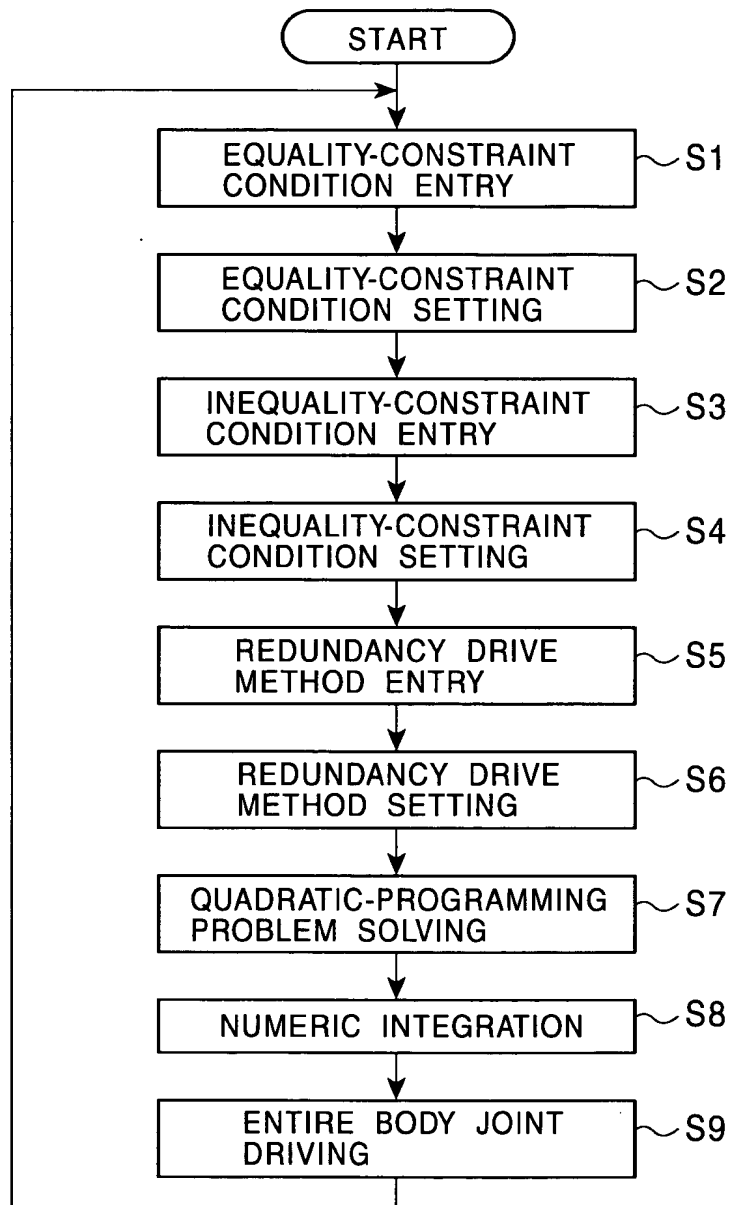 START
EQUALITY-CONSTRAINT
CONDITION ENTRY
S1
EQUALITY-CONSTRAINT
CONDITION SETTING
S2
INEQUALITY-CONSTRAINT
CONDITION ENTRY
S3
INEQUALITY-CONSTRAINT
CONDITION SETTING
S4
REDUNDANCY DRIVE
METHOD ENTRY
S5
REDUNDANCY DRIVE
METHOD SETTING
S6
QUADRATIC-PROGRAMMING
PROBLEM SOLVING
S7
NUMERIC INTEGRATION
S8
ENTIRE BODY JOINT
DRIVING
S9